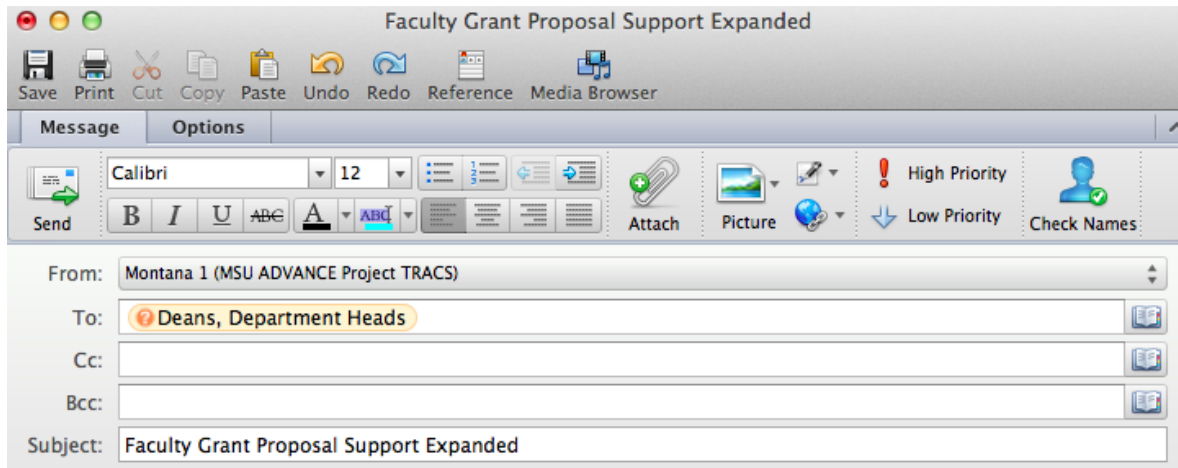 Faculty Grant Proposal Support Expanded
Save Print Cut Copy Paste Undo Redo Reference Media Browser
Message Options
Calibri 12
High Priority
B I U ABC A ABC
Low Priority
Send Attach Picture Check Names
From: Montana 1 (MSU ADVANCE Project TRACS)
To: Deans, Department Heads
Cc:
Bcc:
Subject: Faculty Grant Proposal Support Expanded